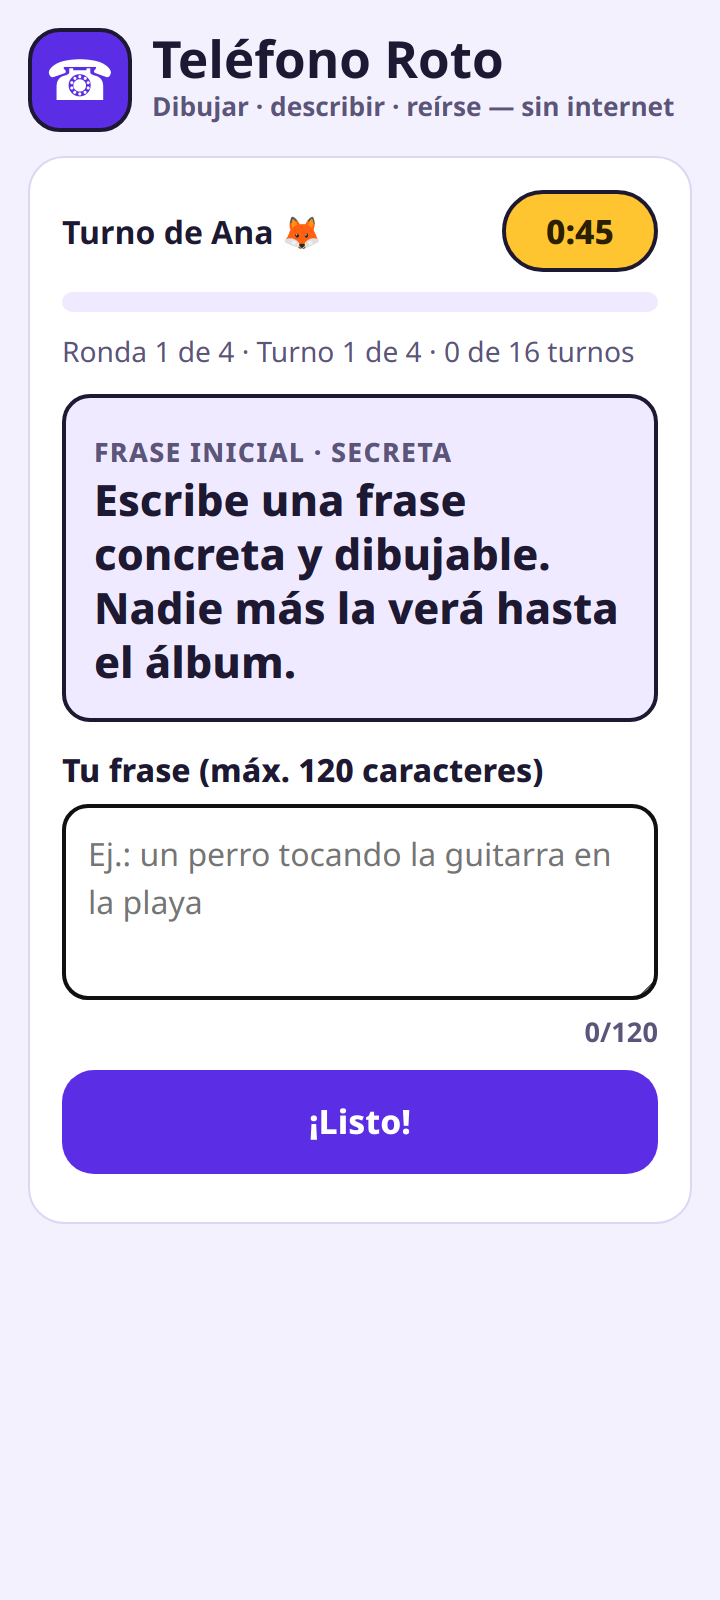 Teléfono Roto
Dibujar · describir · reírse — sin internet
Turno de Ana 🦊
0:45
Ronda 1 de 4 · Turno 1 de 4 · 0 de 16 turnos
FRASE INICIAL · SECRETA
Escribe una frase
concreta y dibujable.
Nadie más la verá hasta
el álbum.
Tu frase (máx. 120 caracteres)
Ej.: un perro tocando la guitarra en
la playa
0/120
¡Listo!